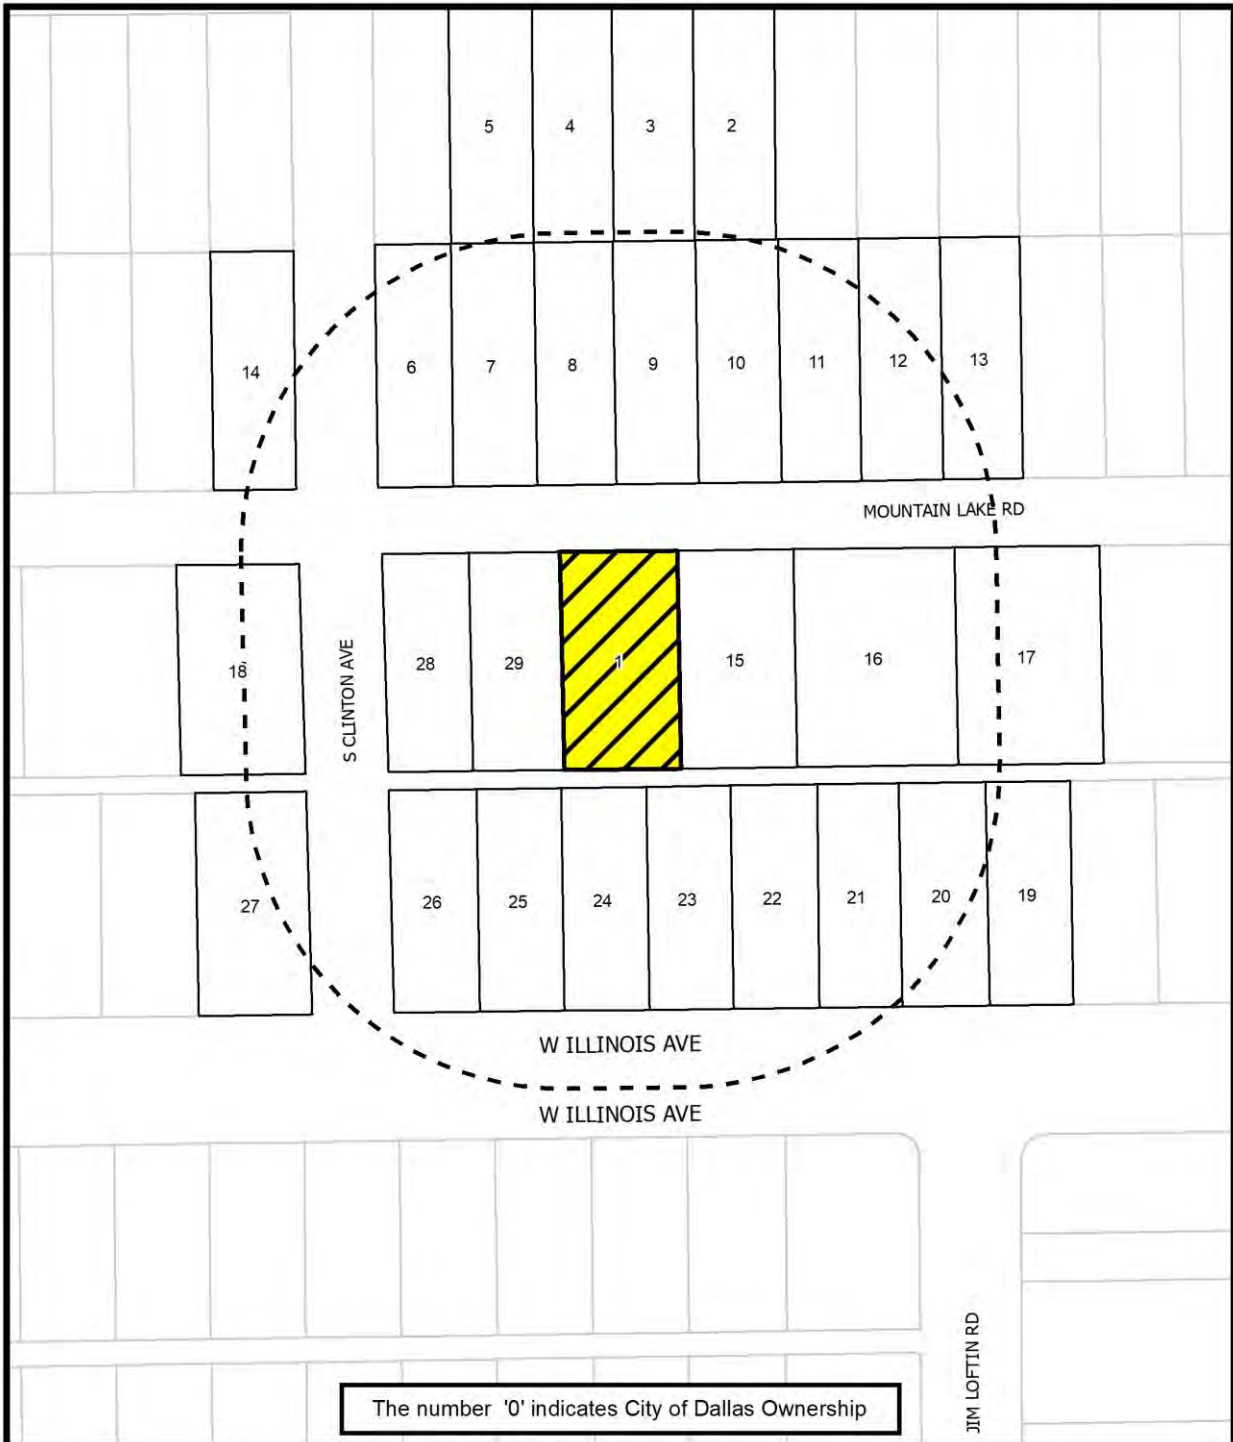 5 4 3 2
14 6 7 8 9 10 11 12 13
MOUNTAIN LAKE RD
18 S CLINTON AVE 28 29 1 15 16 17
27 26 25 24 23 22 21 20 19
W ILLINOIS AVE
W ILLINOIS AVE
JIM LOFTIN RD
The number '0' indicates City of Dallas Ownership